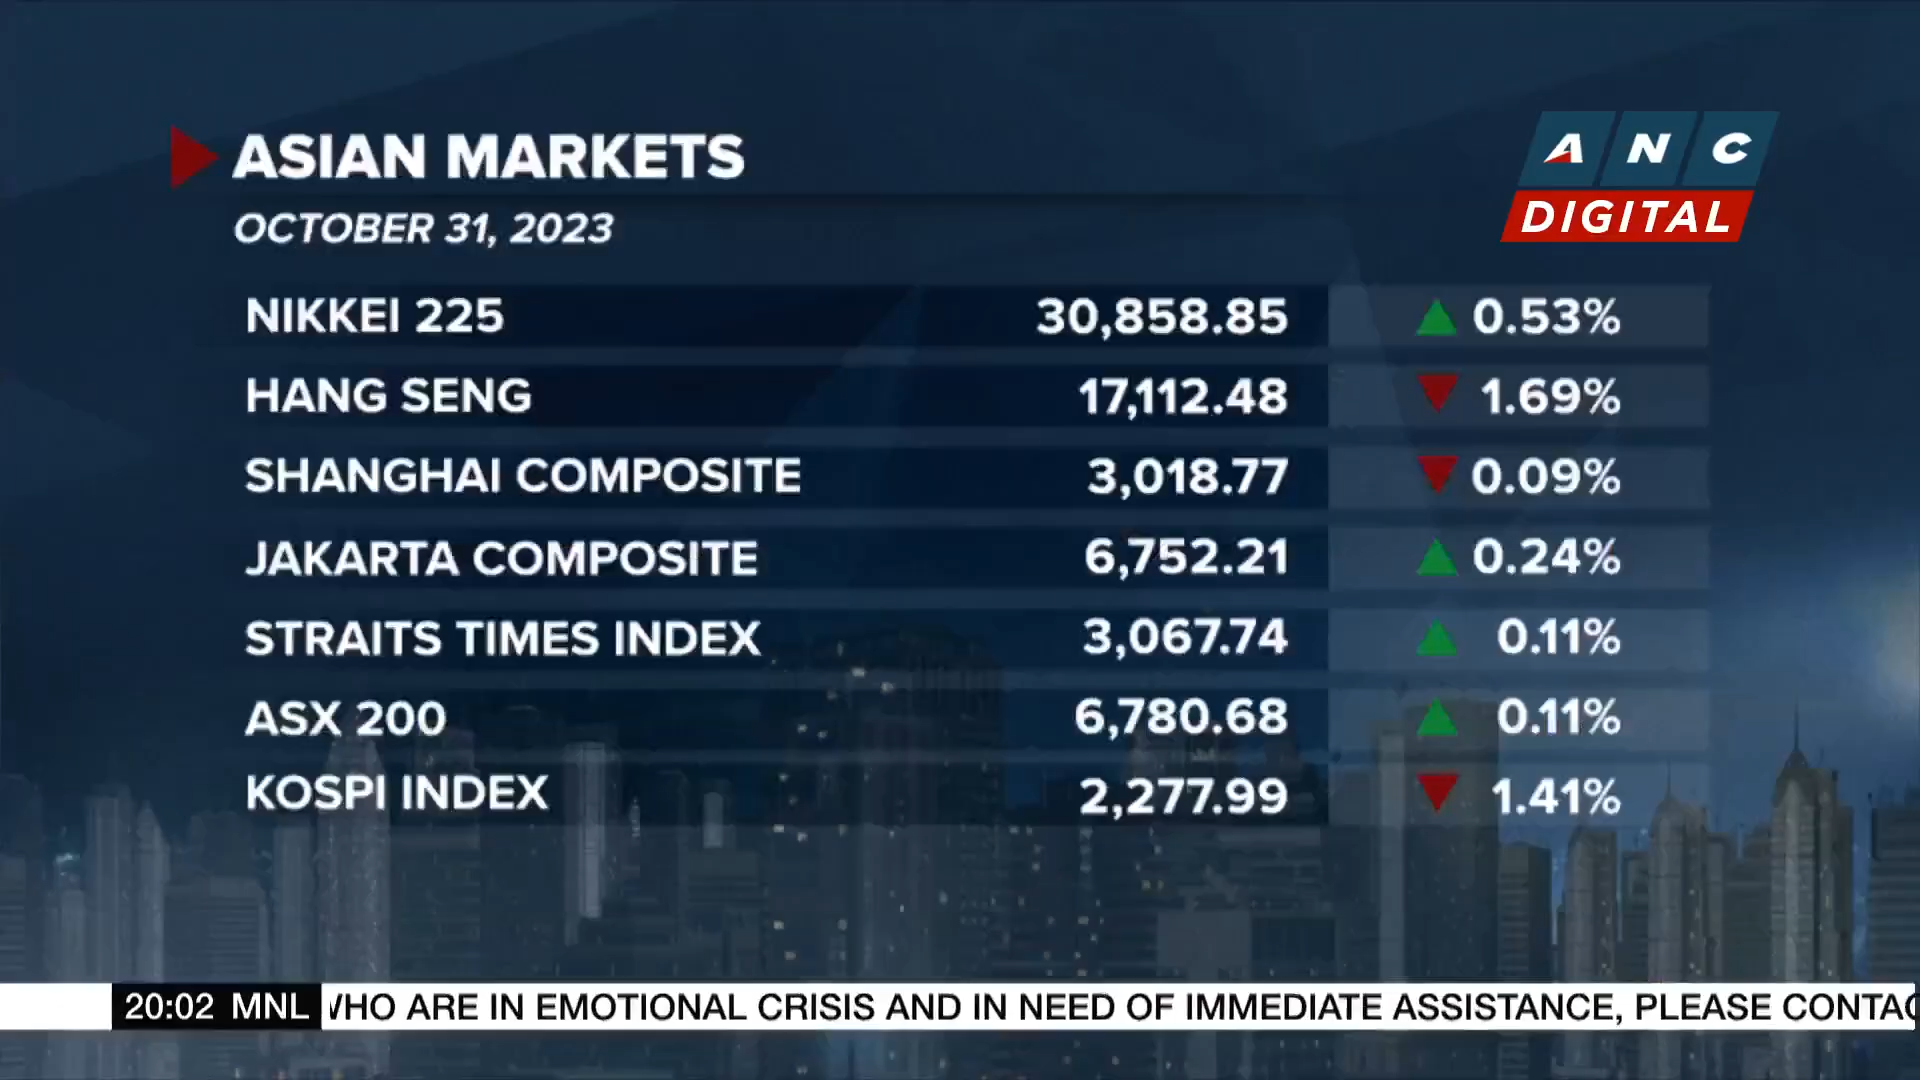 ASIAN MARKETS
OCTOBER 31, 2023
ANC
DIGITAL
NIKKEI 225 30,858.85 0.53%
HANG SENG 17,112.48 1.69%
SHANGHAI COMPOSITE 3,018.77 0.09%
JAKARTA COMPOSITE 6,752.21 0.24%
STRAITS TIMES INDEX 3,067.74 0.11%
ASX 200 6,780.68 0.11%
KOSPI INDEX 2,277.99 1.41%
20:02 MNL WHO ARE IN EMOTIONAL CRISIS AND IN NEED OF IMMEDIATE ASSISTANCE, PLEASE CONTAC